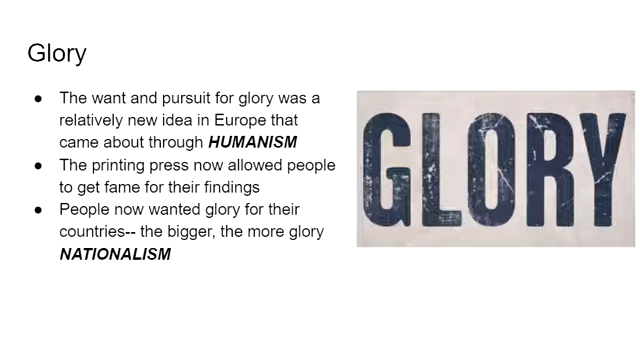 Glory
● The want and pursuit for glory was a
relatively new idea in Europe that
came about through HUMANISM
● The printing press now allowed people
to get fame for their findings
● People now wanted glory for their
countries-- the bigger, the more glory
NATIONALISM
GLORY